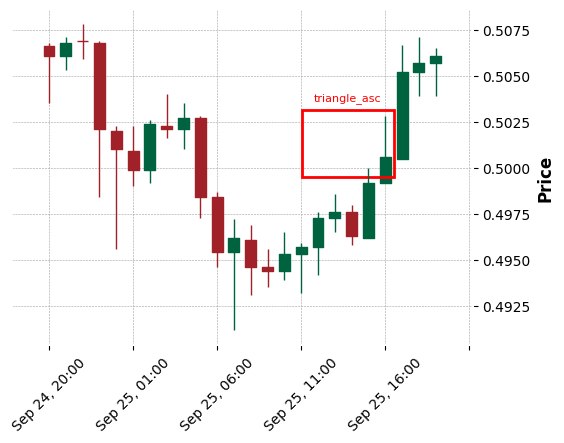 triangle_asc
0.5075
0.5050
0.5025
0.5000
0.4975
0.4950
0.4925
Price
Sep 24, 20:00
Sep 25, 01:00
Sep 25, 06:00
Sep 25, 11:00
Sep 25, 16:00